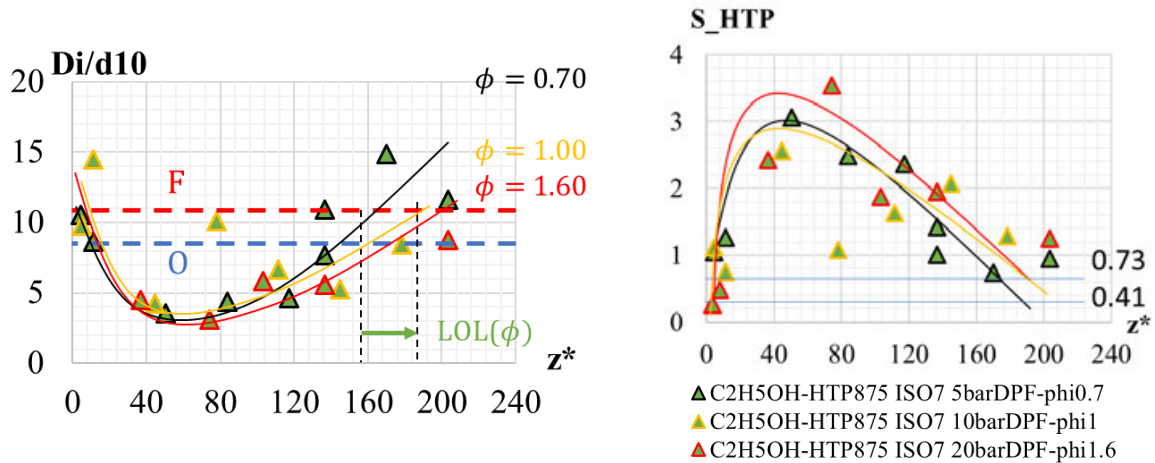 Di/d10
20
15
10
5
0
0 40 80 120 160 200 240
z*
ϕ = 0.70
ϕ = 1.00
ϕ = 1.60
F
O
LOL(ϕ)
S_HTP
4
3
2
1
0
0 40 80 120 160 200 240
z*
0.73
0.41
C2H5OH-HTP875 ISO7 5barDPF-phi0.7
C2H5OH-HTP875 ISO7 10barDPF-phi1
C2H5OH-HTP875 ISO7 20barDPF-phi1.6